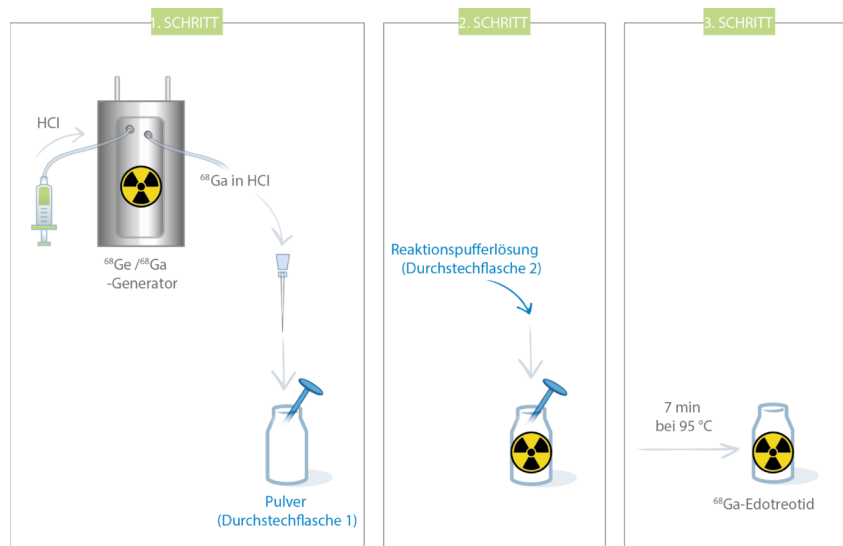 1. SCHRITT
HCl
⁶⁸Ga in HCl
⁶⁸Ge /⁶⁸Ga
-Generator
Pulver
(Durchstechflasche 1)
2. SCHRITT
Reaktionspufferlösung
(Durchstechflasche 2)
3. SCHRITT
7 min
bei 95 °C
⁶⁸Ga-Edotreotid